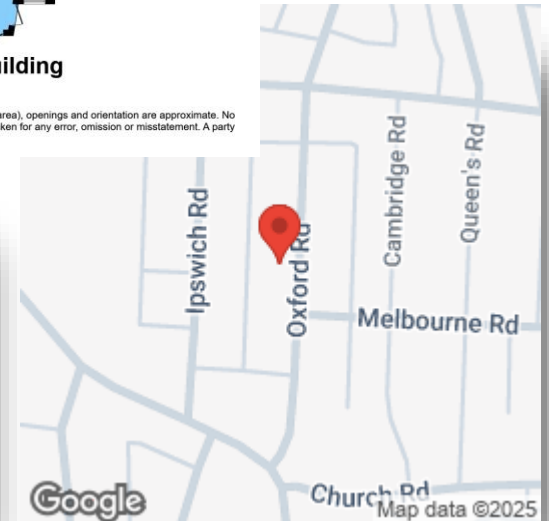 ilding
area), openings and orientation are approximate. No
ken for any error, omission or misstatement. A party
Ipswich Rd
Oxford Rd
Cambridge Rd
Queen's Rd
Melbourne Rd
Church Rd
Google
Map data ©2025